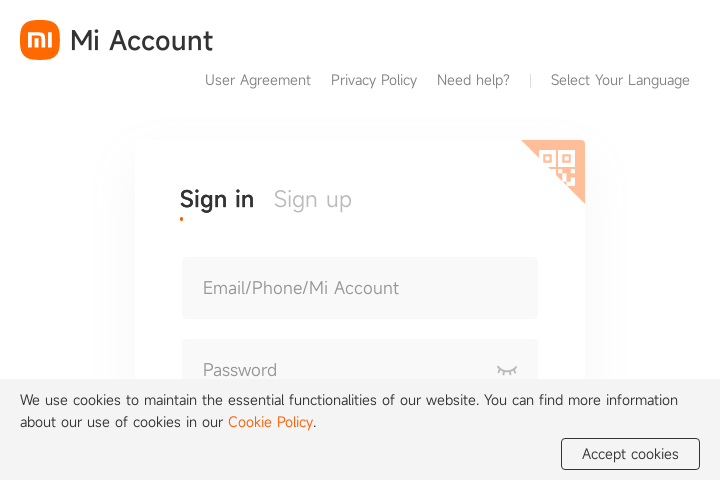 Mi Account
User Agreement Privacy Policy Need help? | Select Your Language
Sign in Sign up
Email/Phone/Mi Account
Password
We use cookies to maintain the essential functionalities of our website. You can find more information
about our use of cookies in our Cookie Policy.
Accept cookies